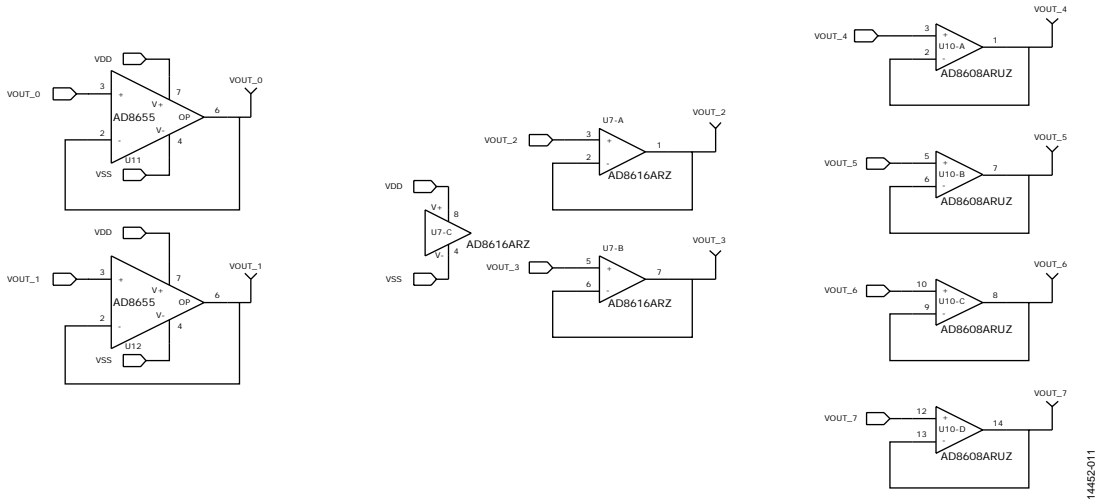 VDD
VOUT_0
3
+
7
V+
AD8655
OP
6
VOUT_0
2
-
V-
4
U11
VSS
VDD
VOUT_1
3
+
7
V+
AD8655
OP
6
VOUT_1
2
-
V-
4
U12
VSS
VDD
V+
8
U7-C
AD8616ARZ
V-
4
VSS
U7-A
VOUT_2
3
+
1
VOUT_2
2
-
AD8616ARZ
U7-B
VOUT_3
5
+
7
VOUT_3
6
-
AD8616ARZ
VOUT_4
3
+
U10-A
1
VOUT_4
2
-
AD8608ARUZ
VOUT_5
5
+
U10-B
7
VOUT_5
6
-
AD8608ARUZ
VOUT_6
10
+
U10-C
8
VOUT_6
9
-
AD8608ARUZ
VOUT_7
12
+
U10-D
14
VOUT_7
13
-
AD8608ARUZ
14452-011